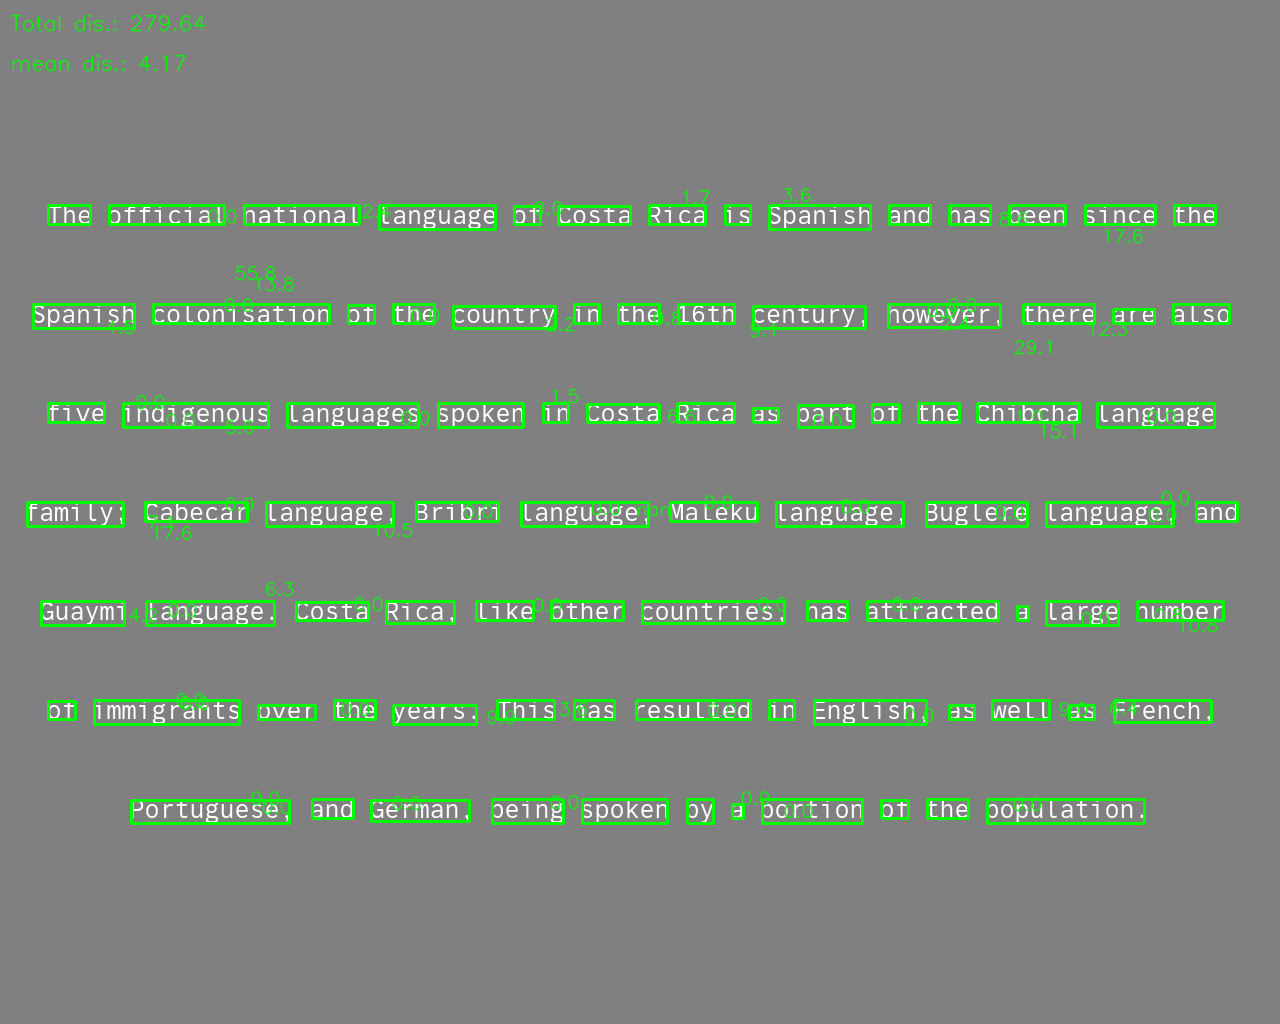 Total dis.: 279.64
mean dis.: 4.17
The official national language of Costa Rica is Spanish and has been since the
Spanish colonisation of the country in the 16th century, however, there are also
five indigenous languages spoken in Costa Rica as part of the Chibcha language
family; Cabecar language, Bribri language, Maleku language, Buglere language, and
Guaymi language. Costa Rica, like other countries, has attracted a large number
of immigrants over the years. This has resulted in English, as well as French,
Portuguese, and German, being spoken by a portion of the population.